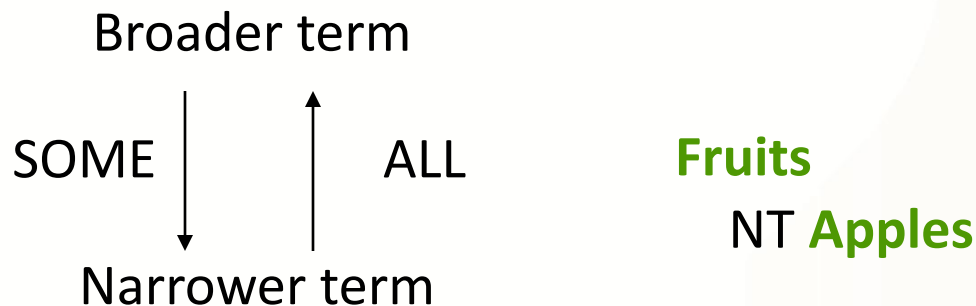 Broader term
SOME
ALL
Narrower term
Fruits
NT Apples